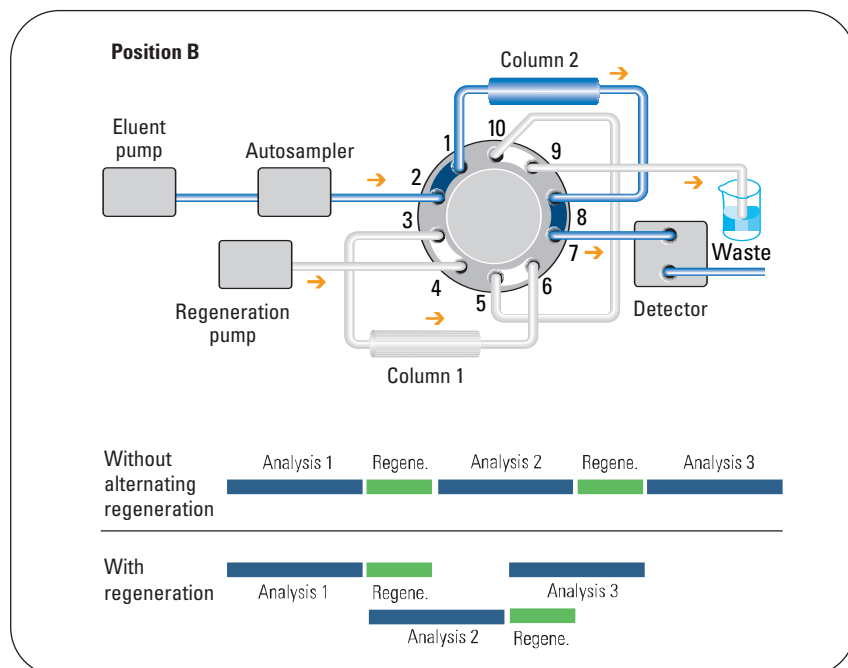 Position B
Column 2
Eluent
pump
Autosampler
1
10
9
2
3
8
7
4
5
6
Waste
Regeneration
pump
Detector
Column 1
Without
alternating
regeneration
Analysis 1 Regene. Analysis 2 Regene. Analysis 3
With
regeneration
Analysis 1 Regene. Analysis 3
Analysis 2 Regene.